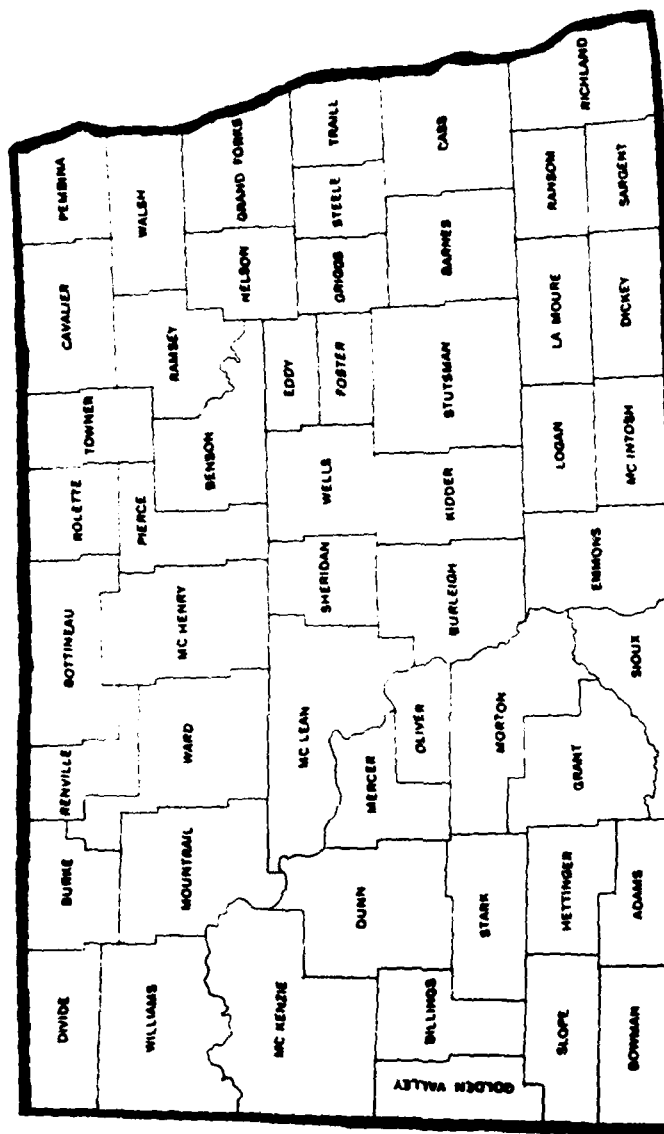 DIVIDE
BURKE
RENVILLE
BOTTINEAU
ROLETTE
TOWNER
CAVALIER
PEMBINA
WILLIAMS
MOUNTRAIL
WARD
MC HENRY
PIERCE
BENSON
RAMSEY
WALSH
NELSON
GRAND FORKS
MC KENZIE
DUNN
MERCER
MC LEAN
OLIVER
SHERIDAN
WELLS
EDDY
FOSTER
GRIGGS
STEELE
TRAILL
GOLDEN VALLEY
BILLINGS
STARK
MORTON
BURLEIGH
KIDDER
STUTSMAN
BARNES
CASS
SLOPE
HETTINGER
GRANT
SIOUX
EMMONS
LOGAN
LA MOURE
RANSOM
RICHLAND
BOWMAN
ADAMS
MC INTOSH
DICKEY
SARGENT